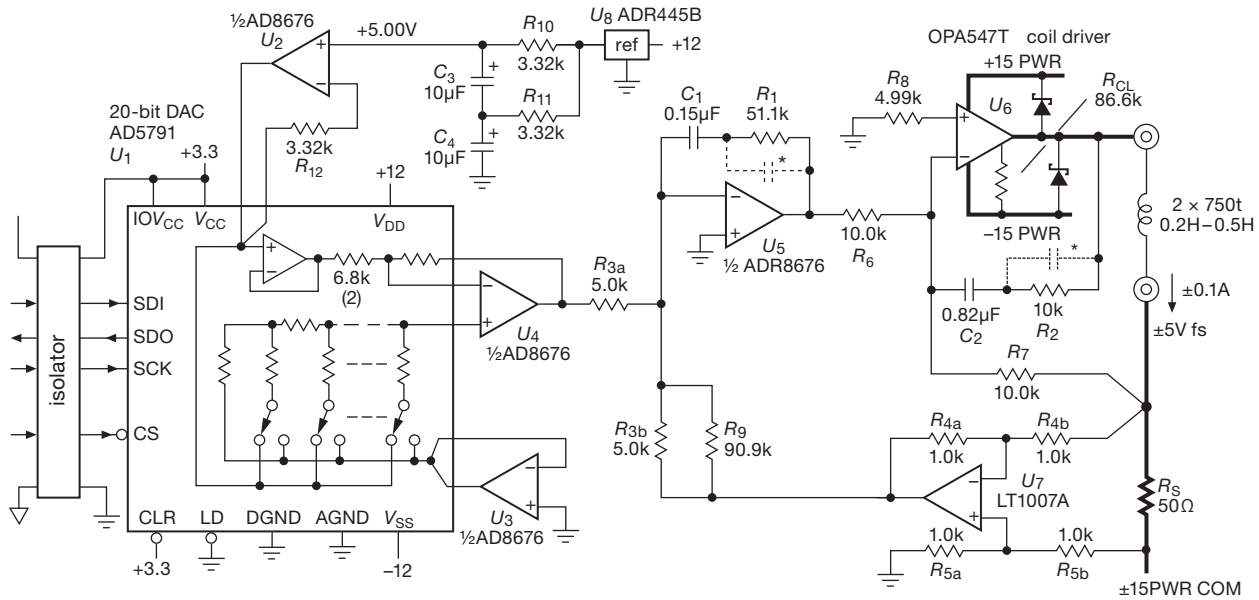 ½AD8676
U2
+5.00V
R10
3.32k
U8 ADR445B
ref
+12
C3
10µF
+
R11
3.32k
C4
10µF
+
3.32k
R12
20-bit DAC
AD5791
U1
+3.3
+12
IOVCC
VCC
VDD
6.8k
(2)
isolator
SDI
SDO
SCK
CS
CLR
LD
DGND
AGND
VSS
+3.3
−12
U4
½AD8676
U3
½AD8676
R3a
5.0k
C1
0.15µF
R1
51.1k
*
U5
½ ADR8676
10.0k
R6
R8
4.99k
OPA547T coil driver
+15 PWR
U6
RCL
86.6k
−15 PWR
2 × 750t
0.2H–0.5H
*
0.82µF
C2
10k
R2
±0.1A
±5V fs
R7
10.0k
R3b
5.0k
R9
90.9k
R4a
1.0k
R4b
1.0k
U7
LT1007A
RS
50Ω
1.0k
R5a
1.0k
R5b
±15PWR COM